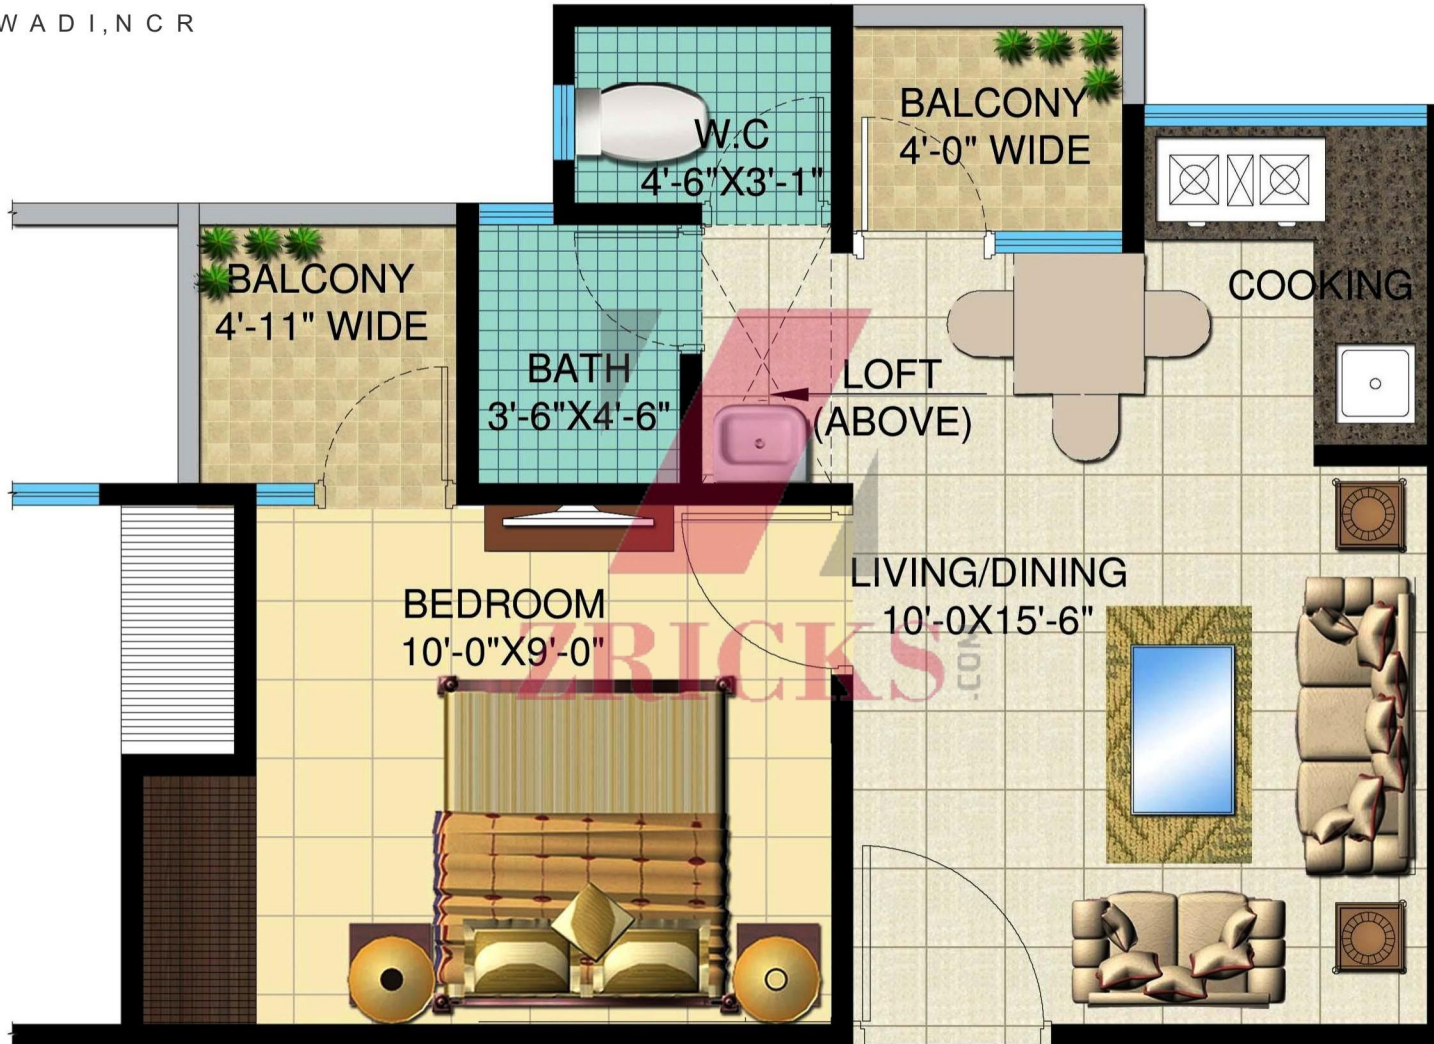 WADI,NCR
W.C
4'-6"X3'-1"
BALCONY
4'-0" WIDE
COOKING
BALCONY
4'-11" WIDE
BATH
3'-6"X4'-6"
LOFT
(ABOVE)
LIVING/DINING
10'-0X15'-6"
BEDROOM
10'-0"X9'-0"
ZRICKS
.COM